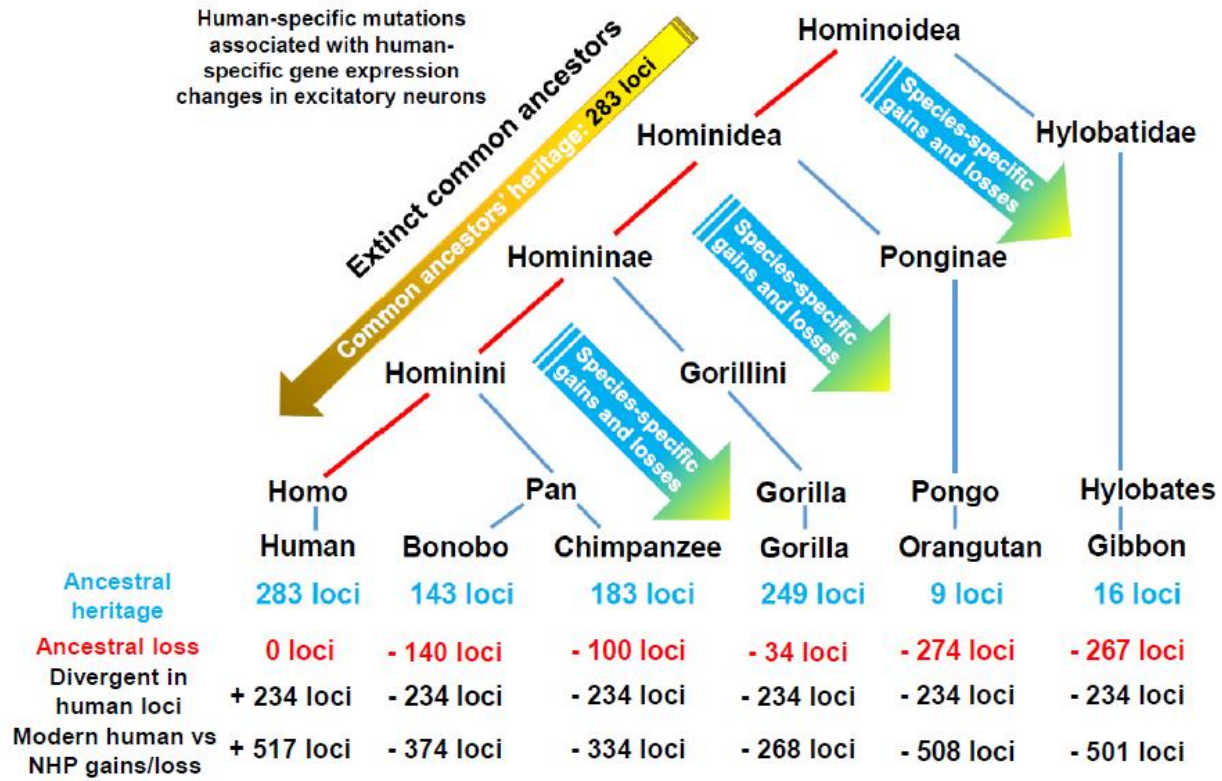 Human-specific mutations
associated with human-
specific gene expression
changes in excitatory neurons
Extinct common ancestors
Common ancestors' heritage: 283 loci
Hominoidea
Species-specific
gains and losses
Hominidea
Hylobatidae
Species-specific
gains and losses
Homininae
Ponginae
Species-specific
gains and losses
Hominini
Gorillini
Homo
Pan
Gorilla
Pongo
Hylobates
Human
Bonobo
Chimpanzee
Gorilla
Orangutan
Gibbon
Ancestral
heritage
283 loci
143 loci
183 loci
249 loci
9 loci
16 loci
Ancestral loss
0 loci
- 140 loci
- 100 loci
- 34 loci
- 274 loci
- 267 loci
Divergent in
human loci
+ 234 loci
- 234 loci
- 234 loci
- 234 loci
- 234 loci
- 234 loci
Modern human vs
NHP gains/loss
+ 517 loci
- 374 loci
- 334 loci
- 268 loci
- 508 loci
- 501 loci